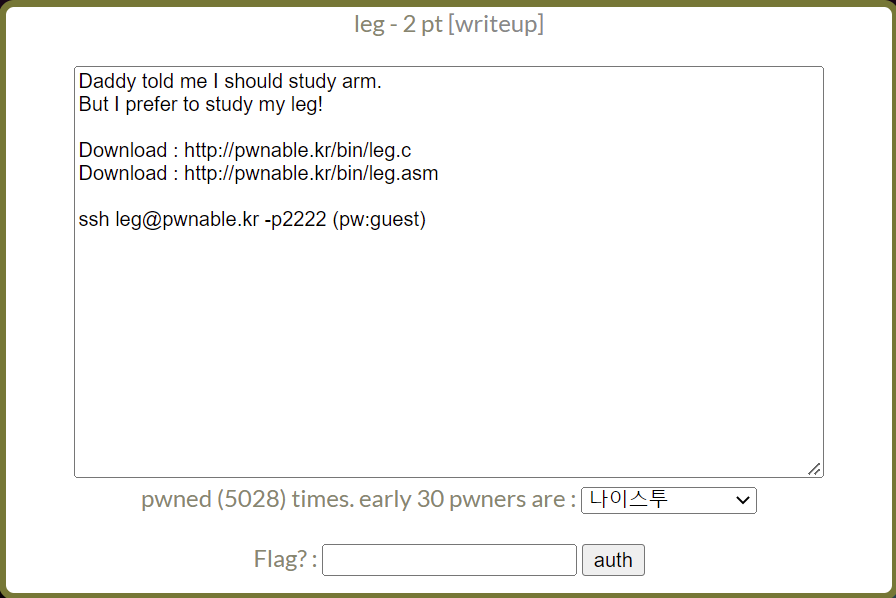 leg - 2 pt [writeup]
Daddy told me I should study arm.
But I prefer to study my leg!
Download : http://pwnable.kr/bin/leg.c
Download : http://pwnable.kr/bin/leg.asm
ssh leg@pwnable.kr -p2222 (pw:guest)
pwned (5028) times. early 30 pwners are : 나이스투
Flag? : auth